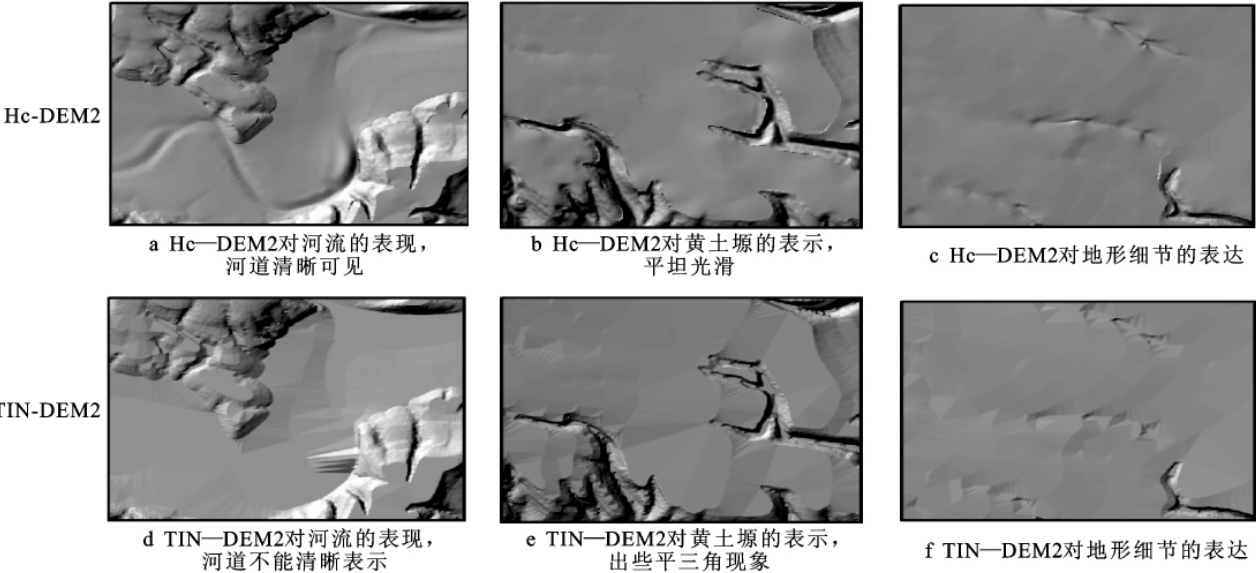 Hc-DEM2
a Hc—DEM2对河流的表现，
河道清晰可见
b Hc—DEM2对黄土塬的表示，
平坦光滑
c Hc—DEM2对地形细节的表达
TIN-DEM2
d TIN—DEM2对河流的表现，
河道不能清晰表示
e TIN—DEM2对黄土塬的表示，
出些平三角现象
f TIN—DEM2对地形细节的表达